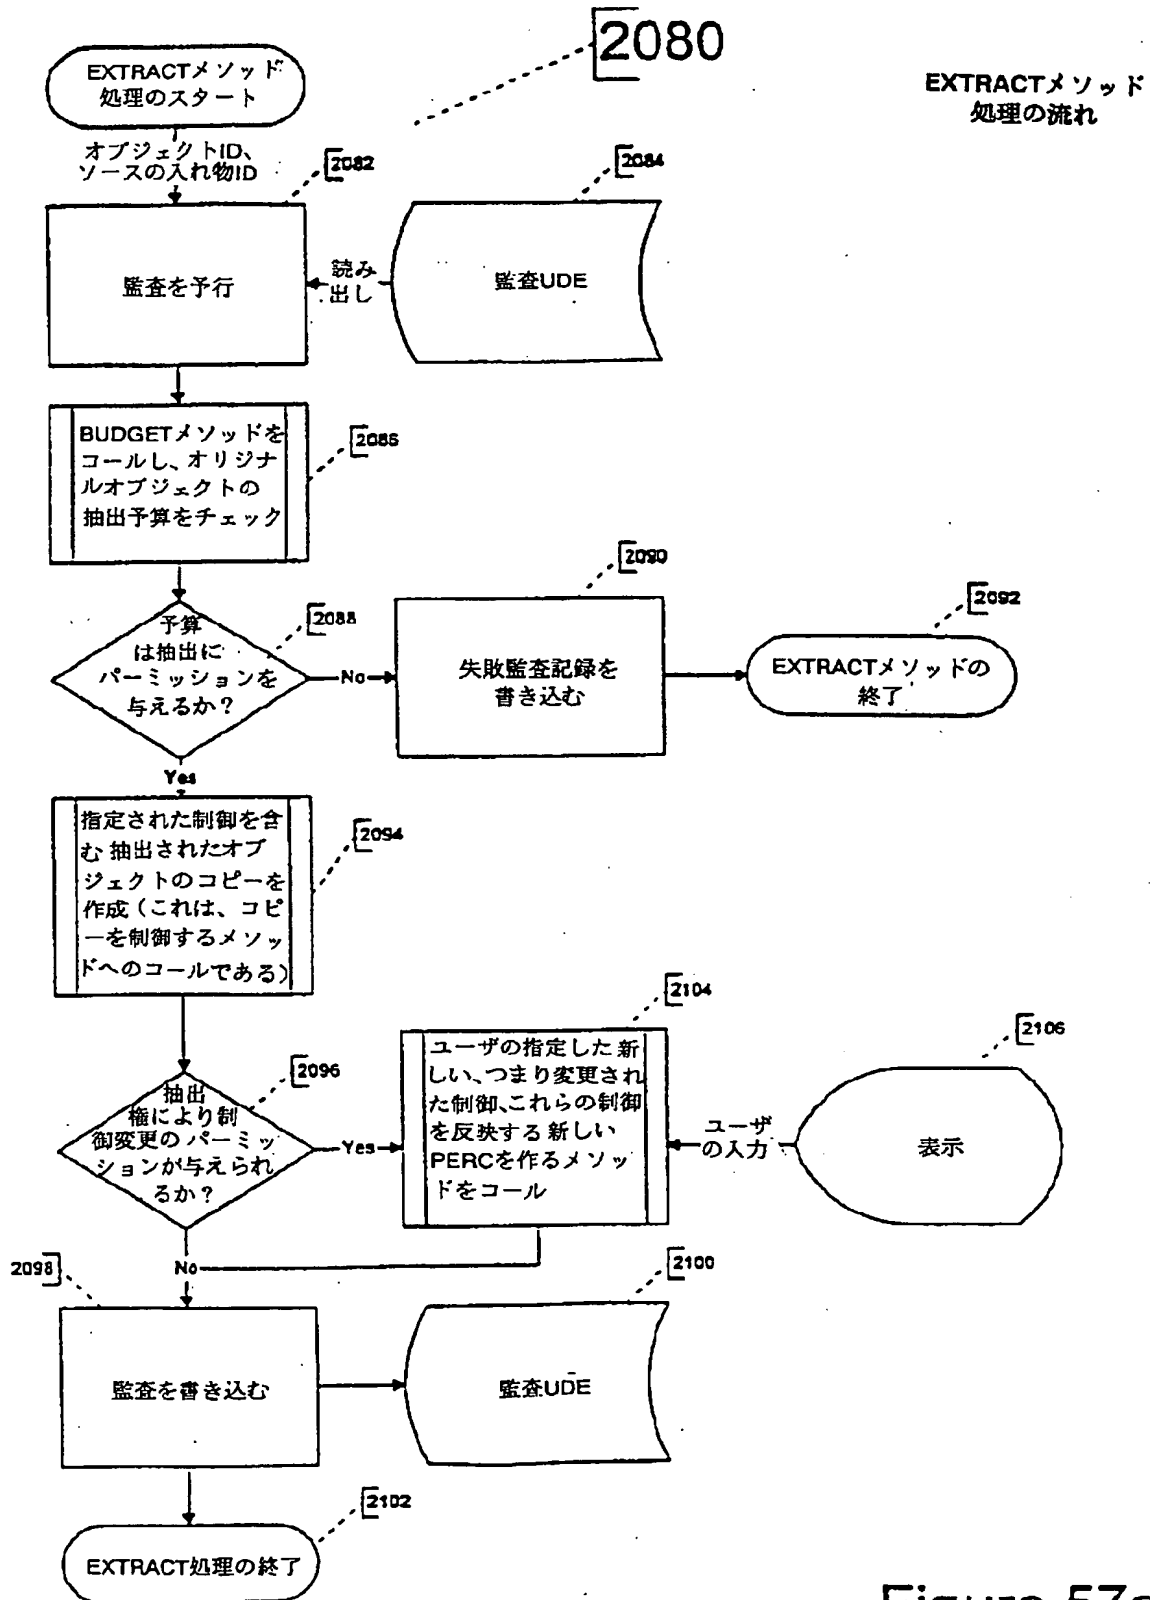 2080
EXTRACTメソッド
処理のスタート
EXTRACTメソッド
処理の流れ
オブジェクトID、
ソースの入れ物ID
2082
2084
監査を予行
読み
出し
監査UDE
BUDGETメソッドを
コールし、オリジナ
ルオブジェクトの
抽出予算をチェック
2086
2088
予算
は抽出に
パーミッションを
与えるか？
No
2090
失敗監査記録を
書き込む
2092
EXTRACTメソッドの
終了
Yes
指定された制御を含
む 抽出されたオブ
ジェクトのコピーを
作成（これは、コピ
ーを制御するメソッ
ドへのコールである）
2094
2096
抽出
権により制
御変更の パーミッ
ションが与えられ
るか？
Yes
2104
ユーザの指定した 新
しい、つまり変更され
た制御、これらの制御
を反映する 新しい
PERCを作るメソッ
ドをコール
ユーザ
の入力
2106
表示
No
2098
監査を書き込む
2100
監査UDE
2102
EXTRACT処理の終了